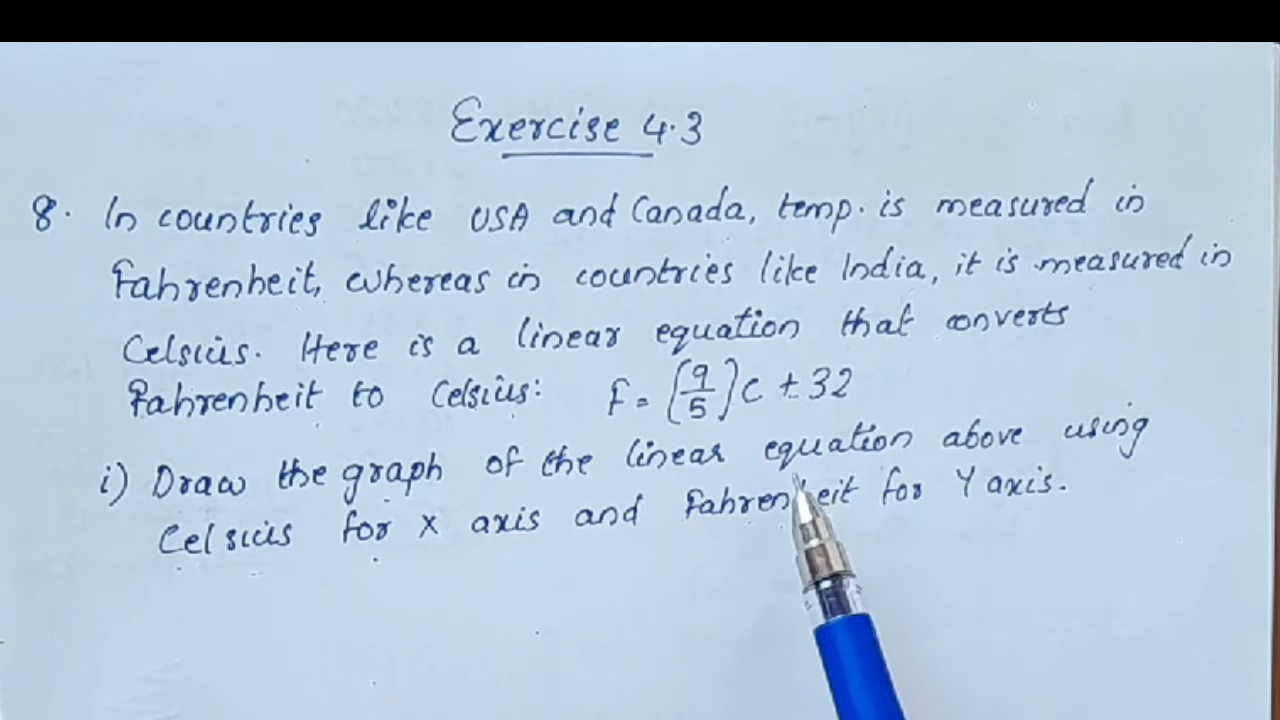 Exercise 4.3
8. In countries like USA and Canada, temp. is measured in
Fahrenheit, whereas in countries like India, it is measured in
Celsius. Here is a linear equation that converts
Fahrenheit to Celsius: F = (9/5)C + 32
i) Draw the graph of the linear equation above using
Celsius for X axis and Fahrenheit for Y axis.